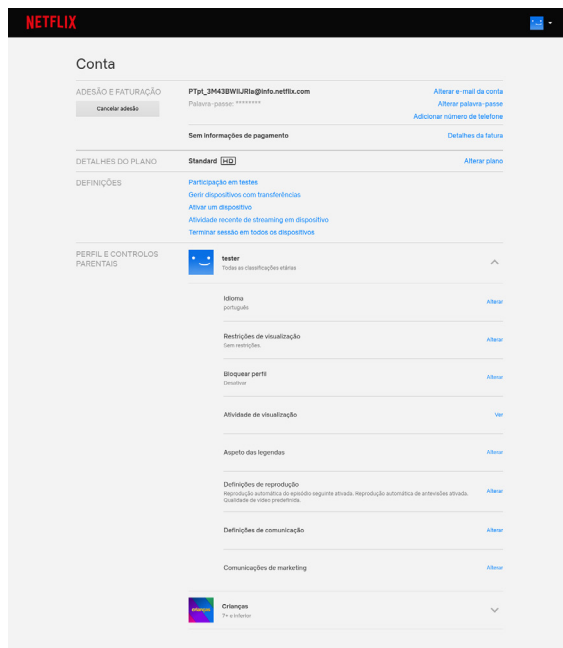 NETFLIX
Conta
ADESÃO E FATURAÇÃO
Cancelar adesão
PTpt_3M43BWIIJRIa@info.netflix.com
Alterar e-mail da conta
Palavra-passe: ********
Alterar palavra-passe
Adicionar número de telefone
Sem informações de pagamento
Detalhes da fatura
DETALHES DO PLANO
Standard HD
Alterar plano
DEFINIÇÕES
Participação em testes
Gerir dispositivos com transferências
Ativar um dispositivo
Atividade recente de streaming em dispositivo
Terminar sessão em todos os dispositivos
PERFIL E CONTROLOS
PARENTAIS
tester
Todas as classificações etárias
Idioma
português
Alterar
Restrições de visualização
Sem restrições.
Alterar
Bloquear perfil
Desativar
Alterar
Atividade de visualização
Ver
Aspeto das legendas
Alterar
Definições de reprodução
Reprodução automática do episódio seguinte ativada. Reprodução automática de antevisões ativada.
Qualidade de vídeo predefinida.
Alterar
Definições de comunicação
Alterar
Comunicações de marketing
Alterar
crianças
Crianças
7+ e inferior